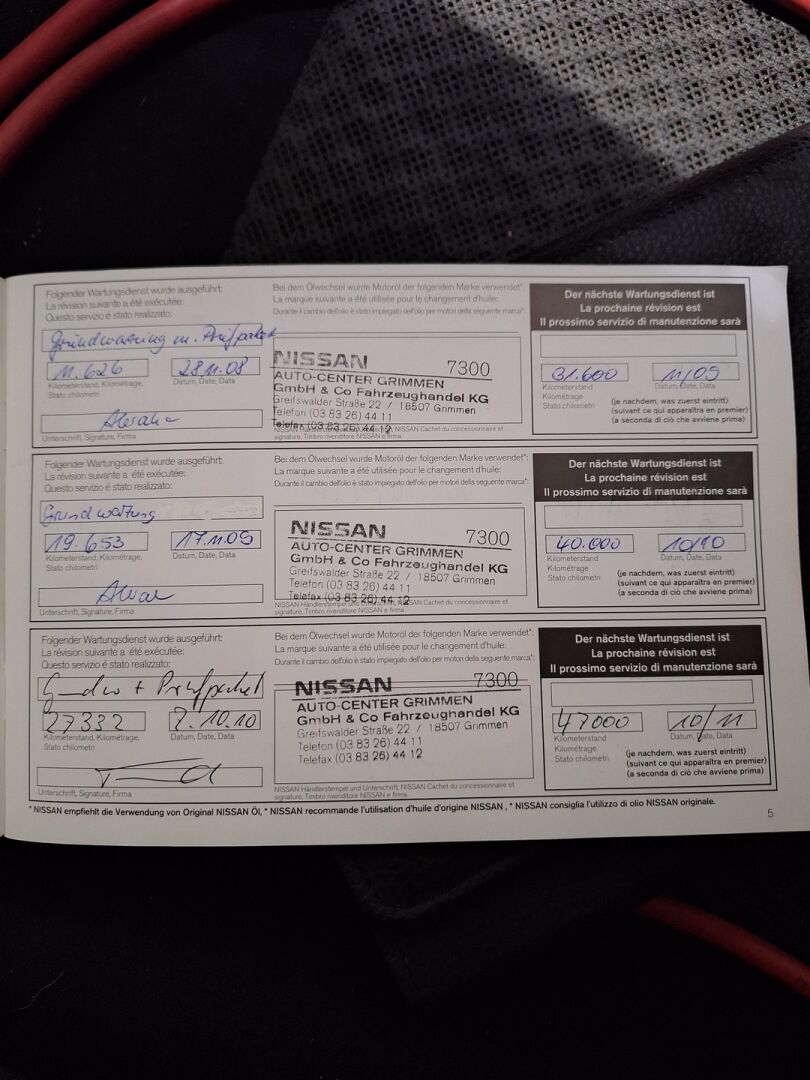 Folgender Wartungsdienst wurde ausgeführt:
La révision suivante a été exécutée:
Questo servizio é stato realizzato:
Grundwartung m. Prüfpaket
11.626
28.11.08
Kilometerstand, Kilométrage,
Stato chilometri
Datum, Date, Data
Unterschrift, Signature, Firma
Bei dem Ölwechsel wurde Motoröl der folgenden Marke verwendet*:
La marque suivante a été utilisée pour le changement d'huile:
Durante il cambio dell'olio è stato impiegato dell'olio per motori della seguente marca*:
NISSAN 7300
AUTO-CENTER GRIMMEN
GmbH & Co Fahrzeughandel KG
Greifswalder Straße 22 / 18507 Grimmen
Telefon (03 83 26) 44 11
Telefax (03 83 26) 44 12
NISSAN Cachet du concessionnaire et
signature, Timbro rivenditore NISSAN e firma
Der nächste Wartungsdienst ist
La prochaine révision est
Il prossimo servizio di manutenzione sarà
31.600
11/09
Kilometerstand
Kilométrage
Stato chilometri
Datum, Date, Data
(je nachdem, was zuerst eintritt)
(suivant ce qui apparaîtra en premier)
(a seconda di ciò che avviene prima)
Folgender Wartungsdienst wurde ausgeführt:
La révision suivante a été exécutée:
Questo servizio é stato realizzato:
Grundwartung
19.653
17.11.09
Kilometerstand, Kilométrage,
Stato chilometri
Datum, Date, Data
Unterschrift, Signature, Firma
Bei dem Ölwechsel wurde Motoröl der folgenden Marke verwendet*:
La marque suivante a été utilisée pour le changement d'huile:
Durante il cambio dell'olio è stato impiegato dell'olio per motori della seguente marca*:
NISSAN 7300
AUTO-CENTER GRIMMEN
GmbH & Co Fahrzeughandel KG
Greifswalder Straße 22 / 18507 Grimmen
Telefon (03 83 26) 44 11
Telefax (03 83 26) 44 12
NISSAN Händlerstempel und Unterschrift, NISSAN Cachet du concessionnaire et
signature, Timbro rivenditore NISSAN e firma
Der nächste Wartungsdienst ist
La prochaine révision est
Il prossimo servizio di manutenzione sarà
40.000
10/10
Kilometerstand
Kilométrage
Stato chilometri
Datum, Date, Data
(je nachdem, was zuerst eintritt)
(suivant ce qui apparaîtra en premier)
(a seconda di ciò che avviene prima)
Folgender Wartungsdienst wurde ausgeführt:
La révision suivante a été exécutée:
Questo servizio é stato realizzato:
+ Prüfpaket
27332
7.10.10
Kilometerstand, Kilométrage,
Stato chilometri
Datum, Date, Data
Unterschrift, Signature, Firma
Bei dem Ölwechsel wurde Motoröl der folgenden Marke verwendet*:
La marque suivante a été utilisée pour le changement d'huile:
Durante il cambio dell'olio è stato impiegato dell'olio per motori della seguente marca*:
NISSAN 7300
AUTO-CENTER GRIMMEN
GmbH & Co Fahrzeughandel KG
Greifswalder Straße 22 / 18507 Grimmen
Telefon (03 83 26) 44 11
Telefax (03 83 26) 44 12
NISSAN Händlerstempel und Unterschrift, NISSAN Cachet du concessionnaire et
signature, Timbro rivenditore NISSAN e firma
Der nächste Wartungsdienst ist
La prochaine révision est
Il prossimo servizio di manutenzione sarà
47000
10/11
Kilometerstand
Kilométrage
Stato chilometri
Datum, Date, Data
(je nachdem, was zuerst eintritt)
(suivant ce qui apparaîtra en premier)
(a seconda di ciò che avviene prima)
* NISSAN empfiehlt die Verwendung von Original NISSAN Öl, * NISSAN recommande l'utilisation d'huile d'origine NISSAN , * NISSAN consiglia l'utilizzo di olio NISSAN originale.
5